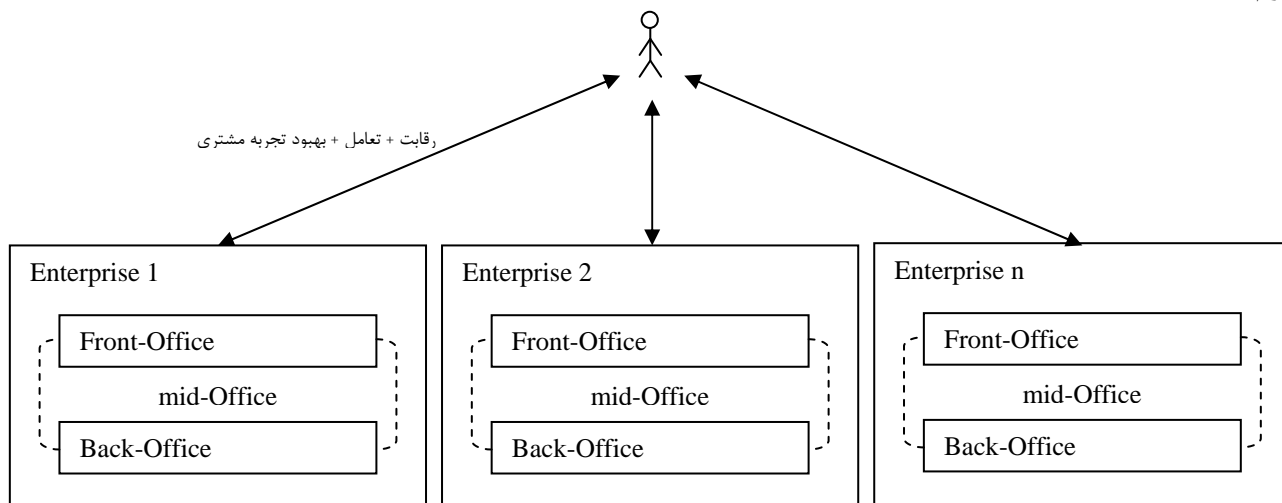 رقابت + تعامل + بهبود تجربه مشتری
Enterprise 1
Front-Office
mid-Office
Back-Office
Enterprise 2
Front-Office
mid-Office
Back-Office
Enterprise n
Front-Office
mid-Office
Back-Office